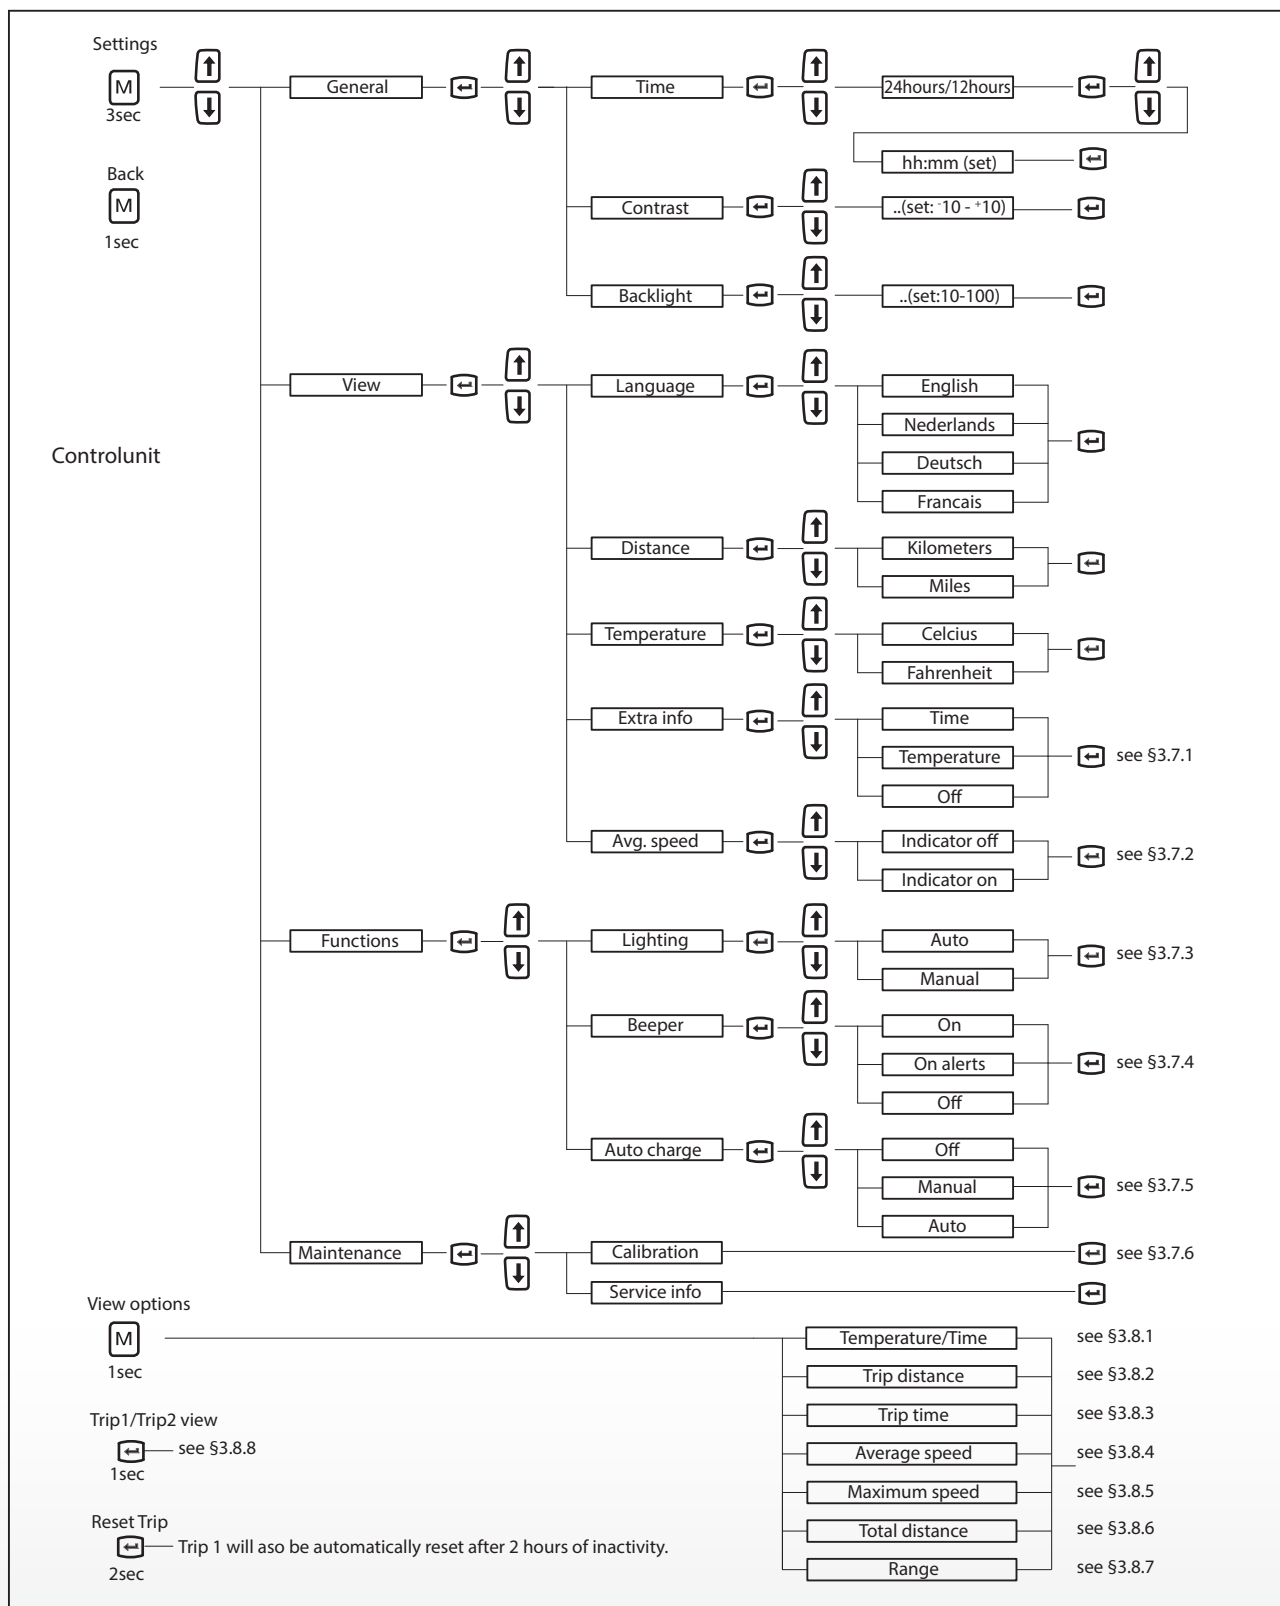 Settings
M
3sec
General
Time
24hours/12hours
hh:mm (set)
Back
M
1sec
Contrast
..(set: -10 - +10)
Backlight
..(set:10-100)
View
Language
English
Nederlands
Deutsch
Francais
Controlunit
Distance
Kilometers
Miles
Temperature
Celcius
Fahrenheit
Extra info
Time
Temperature
Off
see §3.7.1
Avg. speed
Indicator off
Indicator on
see §3.7.2
Functions
Lighting
Auto
Manual
see §3.7.3
Beeper
On
On alerts
Off
see §3.7.4
Auto charge
Off
Manual
Auto
see §3.7.5
Maintenance
Calibration
see §3.7.6
Service info
View options
M
1sec
Temperature/Time
see §3.8.1
Trip distance
see §3.8.2
Trip time
see §3.8.3
Average speed
see §3.8.4
Maximum speed
see §3.8.5
Total distance
see §3.8.6
Range
see §3.8.7
Trip1/Trip2 view
see §3.8.8
1sec
Reset Trip
Trip 1 will aso be automatically reset after 2 hours of inactivity.
2sec